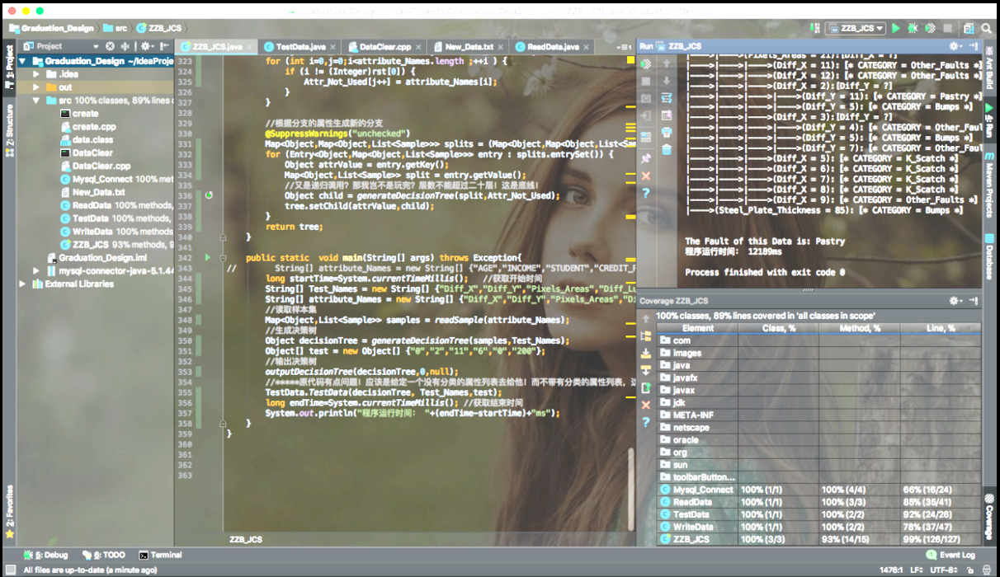 Graduation_Design
src
ZZB_JCS
ZZB_JCS
Project
ZZB_JCS.java
TestData.java
DataClear.cpp
New_Data.txt
ReadData.java
Run
ZZB_JCS
1: Project
Z: Structure
2: Favorites
Graduation_Design ~/IdeaProje
.idea
out
src 100% classes, 89% lines
create
create.cpp
data.class
DataClear
DataClear.cpp
Mysql_Connect 100% met
New_Data.txt
ReadData 100% methods,
TestData 100% methods,
WriteData 100% methods,
ZZB_JCS 93% methods, 9
Graduation_Design.iml
mysql-connector-java-5.1.44
External Libraries
323 for (int i=0,j=0;i<attribute_Names.length ;++i ) {
324 if (i != (Integer)rst[0]) {
325 Attr_Not_Used[j++] = attribute_Names[i];
326 }
327 }
328
329 //根据分支的属性生成新的分支
330 @SuppressWarnings("unchecked")
331 Map<Object,Map<Object,List<Sample>>> splits = (Map<Object,Map<Object,List<Sam
332 for (Entry<Object,Map<Object,List<Sample>>> entry : splits.entrySet()) {
333 Object attrValue = entry.getKey();
334 Map<Object,List<Sample>> split = entry.getValue();
335 //又是递归调用？那我岂不是玩完？层数不能超过二十层！这是底线！
336 Object child = generateDecisionTree(split,Attr_Not_Used);
337 tree.setChild(attrValue,child);
338 }
339 return tree;
340 }
341
342 public static void main(String[] args) throws Exception{
343 // String[] attribute_Names = new String[] {"AGE","INCOME","STUDENT","CREDIT_R
344 long startTime=System.currentTimeMillis(); //获取开始时间
345 String[] Test_Names = new String[] {"Diff_X","Diff_Y","Pixels_Areas","Diff_Lu
346 String[] attribute_Names = new String[] {"Diff_X","Diff_Y","Pixels_Areas","Di
347 //读取样本集
348 Map<Object,List<Sample>> samples = readSample(attribute_Names);
349 //生成决策树
350 Object decisionTree = generateDecisionTree(samples,Test_Names);
351 Object[] test = new Object[] {"0","2","11","6","0","200"};
352 //输出决策树
353 outputDecisionTree(decisionTree,0,null);
354 //*****原代码有点问题！应该是给定一个没有分类的属性列表去给他！而不带有分类的属性列表，
355 TestData.TestData(decisionTree, Test_Names,test);
356 long endTime=System.currentTimeMillis(); //获取结束时间
357 System.out.println("程序运行时间： "+(endTime-startTime)+"ms");
358 }
359 }
360
361
362
363
ZZB_JCS
|——>|——>|——>(Pixels_Areas = 21):[Diff_X = ?]
|——>|——>|——>|——>(Diff_X = 11): [* CATEGORY = Other_Faults *
|——>|——>|——>|——>(Diff_X = 12): [* CATEGORY = Other_Faults *
|——>|——>|——>|——>(Diff_X = 2):[Diff_Y = ?]
|——>|——>|——>|——>|——>(Diff_Y = 11): [* CATEGORY = Pastry *]
|——>|——>|——>|——>|——>(Diff_Y = 5): [* CATEGORY = Bumps *]
|——>|——>|——>|——>(Diff_X = 3):[Diff_Y = ?]
|——>|——>|——>|——>|——>(Diff_Y = 4): [* CATEGORY = Other_Faul
|——>|——>|——>|——>|——>(Diff_Y = 5): [* CATEGORY = Bumps *]
|——>|——>|——>|——>|——>(Diff_Y = 7): [* CATEGORY = Other_Faul
|——>|——>|——>|——>(Diff_X = 5): [* CATEGORY = K_Scatch *]
|——>|——>|——>|——>(Diff_X = 6): [* CATEGORY = K_Scatch *]
|——>|——>|——>|——>(Diff_X = 7): [* CATEGORY = K_Scatch *]
|——>|——>|——>|——>(Diff_X = 8): [* CATEGORY = K_Scatch *]
|——>|——>|——>|——>(Diff_X = 9): [* CATEGORY = Other_Faults *]
|——>(Steel_Plate_Thickness = 85): [* CATEGORY = Bumps *]
The Fault of this Data is: Pastry
程序运行时间： 12189ms
Process finished with exit code 0
Coverage ZZB_JCS
100% classes, 89% lines covered in 'all classes in scope'
Element Class, % Method, % Line, %
com
images
java
javafx
javax
jdk
META-INF
netscape
oracle
org
sun
toolbarButton...
Mysql_Connect 100% (1/1) 100% (4/4) 66% (16/24)
ReadData 100% (1/1) 100% (3/3) 85% (35/41)
TestData 100% (1/1) 100% (2/2) 92% (24/26)
WriteData 100% (1/1) 100% (2/2) 78% (37/47)
ZZB_JCS 100% (3/3) 93% (14/15) 99% (126/127)
Ant Build
4: Run
Maven Projects
Database
Coverage
5: Debug
6: TODO
Terminal
Event Log
All files are up-to-date (a minute ago)
1476:1 LF UTF-8